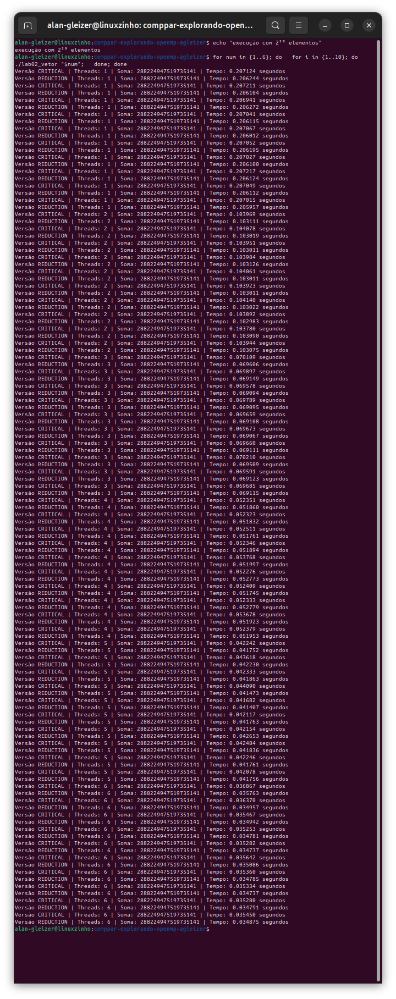 alan-gleizer@linuxzinho: comppar-explorando-open...
alan-gleizer@linuxzinho:comppar-explorando-openmp-agleizer$ echo "execução com 2²⁸ elementos"
execução com 2²⁸ elementos
alan-gleizer@linuxzinho:comppar-explorando-openmp-agleizer$ for num in {1..6}; do   for i in {1..10}; do
./lab02_vetor "$num";   done; done
Versão CRITICAL | Threads: 1 | Soma: 288224947519735141 | Tempo: 0.207124 segundos
Versão REDUCTION | Threads: 1 | Soma: 288224947519735141 | Tempo: 0.206244 segundos
Versão CRITICAL | Threads: 1 | Soma: 288224947519735141 | Tempo: 0.207211 segundos
Versão REDUCTION | Threads: 1 | Soma: 288224947519735141 | Tempo: 0.206104 segundos
Versão CRITICAL | Threads: 1 | Soma: 288224947519735141 | Tempo: 0.206941 segundos
Versão REDUCTION | Threads: 1 | Soma: 288224947519735141 | Tempo: 0.206272 segundos
Versão CRITICAL | Threads: 1 | Soma: 288224947519735141 | Tempo: 0.207041 segundos
Versão REDUCTION | Threads: 1 | Soma: 288224947519735141 | Tempo: 0.206115 segundos
Versão CRITICAL | Threads: 1 | Soma: 288224947519735141 | Tempo: 0.207067 segundos
Versão REDUCTION | Threads: 1 | Soma: 288224947519735141 | Tempo: 0.206012 segundos
Versão CRITICAL | Threads: 1 | Soma: 288224947519735141 | Tempo: 0.207052 segundos
Versão REDUCTION | Threads: 1 | Soma: 288224947519735141 | Tempo: 0.206195 segundos
Versão CRITICAL | Threads: 1 | Soma: 288224947519735141 | Tempo: 0.207027 segundos
Versão REDUCTION | Threads: 1 | Soma: 288224947519735141 | Tempo: 0.206100 segundos
Versão CRITICAL | Threads: 1 | Soma: 288224947519735141 | Tempo: 0.207217 segundos
Versão REDUCTION | Threads: 1 | Soma: 288224947519735141 | Tempo: 0.206124 segundos
Versão CRITICAL | Threads: 1 | Soma: 288224947519735141 | Tempo: 0.207049 segundos
Versão REDUCTION | Threads: 1 | Soma: 288224947519735141 | Tempo: 0.206112 segundos
Versão CRITICAL | Threads: 1 | Soma: 288224947519735141 | Tempo: 0.207015 segundos
Versão REDUCTION | Threads: 1 | Soma: 288224947519735141 | Tempo: 0.205957 segundos
Versão CRITICAL | Threads: 2 | Soma: 288224947519735141 | Tempo: 0.103969 segundos
Versão REDUCTION | Threads: 2 | Soma: 288224947519735141 | Tempo: 0.103111 segundos
Versão CRITICAL | Threads: 2 | Soma: 288224947519735141 | Tempo: 0.104078 segundos
Versão REDUCTION | Threads: 2 | Soma: 288224947519735141 | Tempo: 0.103019 segundos
Versão CRITICAL | Threads: 2 | Soma: 288224947519735141 | Tempo: 0.103951 segundos
Versão REDUCTION | Threads: 2 | Soma: 288224947519735141 | Tempo: 0.103011 segundos
Versão CRITICAL | Threads: 2 | Soma: 288224947519735141 | Tempo: 0.103984 segundos
Versão REDUCTION | Threads: 2 | Soma: 288224947519735141 | Tempo: 0.103126 segundos
Versão CRITICAL | Threads: 2 | Soma: 288224947519735141 | Tempo: 0.104061 segundos
Versão REDUCTION | Threads: 2 | Soma: 288224947519735141 | Tempo: 0.103011 segundos
Versão CRITICAL | Threads: 2 | Soma: 288224947519735141 | Tempo: 0.103923 segundos
Versão REDUCTION | Threads: 2 | Soma: 288224947519735141 | Tempo: 0.103011 segundos
Versão CRITICAL | Threads: 2 | Soma: 288224947519735141 | Tempo: 0.104140 segundos
Versão REDUCTION | Threads: 2 | Soma: 288224947519735141 | Tempo: 0.103022 segundos
Versão CRITICAL | Threads: 2 | Soma: 288224947519735141 | Tempo: 0.103892 segundos
Versão REDUCTION | Threads: 2 | Soma: 288224947519735141 | Tempo: 0.102983 segundos
Versão CRITICAL | Threads: 2 | Soma: 288224947519735141 | Tempo: 0.103780 segundos
Versão REDUCTION | Threads: 2 | Soma: 288224947519735141 | Tempo: 0.103090 segundos
Versão CRITICAL | Threads: 2 | Soma: 288224947519735141 | Tempo: 0.103944 segundos
Versão REDUCTION | Threads: 2 | Soma: 288224947519735141 | Tempo: 0.103075 segundos
Versão CRITICAL | Threads: 3 | Soma: 288224947519735141 | Tempo: 0.070109 segundos
Versão REDUCTION | Threads: 3 | Soma: 288224947519735141 | Tempo: 0.069606 segundos
Versão CRITICAL | Threads: 3 | Soma: 288224947519735141 | Tempo: 0.069897 segundos
Versão REDUCTION | Threads: 3 | Soma: 288224947519735141 | Tempo: 0.069149 segundos
Versão CRITICAL | Threads: 3 | Soma: 288224947519735141 | Tempo: 0.069578 segundos
Versão REDUCTION | Threads: 3 | Soma: 288224947519735141 | Tempo: 0.069094 segundos
Versão CRITICAL | Threads: 3 | Soma: 288224947519735141 | Tempo: 0.069789 segundos
Versão REDUCTION | Threads: 3 | Soma: 288224947519735141 | Tempo: 0.069095 segundos
Versão CRITICAL | Threads: 3 | Soma: 288224947519735141 | Tempo: 0.069659 segundos
Versão REDUCTION | Threads: 3 | Soma: 288224947519735141 | Tempo: 0.069108 segundos
Versão CRITICAL | Threads: 3 | Soma: 288224947519735141 | Tempo: 0.069673 segundos
Versão REDUCTION | Threads: 3 | Soma: 288224947519735141 | Tempo: 0.069067 segundos
Versão CRITICAL | Threads: 3 | Soma: 288224947519735141 | Tempo: 0.069660 segundos
Versão REDUCTION | Threads: 3 | Soma: 288224947519735141 | Tempo: 0.069111 segundos
Versão CRITICAL | Threads: 3 | Soma: 288224947519735141 | Tempo: 0.070210 segundos
Versão REDUCTION | Threads: 3 | Soma: 288224947519735141 | Tempo: 0.069509 segundos
Versão CRITICAL | Threads: 3 | Soma: 288224947519735141 | Tempo: 0.069591 segundos
Versão REDUCTION | Threads: 3 | Soma: 288224947519735141 | Tempo: 0.069123 segundos
Versão CRITICAL | Threads: 3 | Soma: 288224947519735141 | Tempo: 0.069685 segundos
Versão REDUCTION | Threads: 3 | Soma: 288224947519735141 | Tempo: 0.069115 segundos
Versão CRITICAL | Threads: 4 | Soma: 288224947519735141 | Tempo: 0.052351 segundos
Versão REDUCTION | Threads: 4 | Soma: 288224947519735141 | Tempo: 0.051860 segundos
Versão CRITICAL | Threads: 4 | Soma: 288224947519735141 | Tempo: 0.052323 segundos
Versão REDUCTION | Threads: 4 | Soma: 288224947519735141 | Tempo: 0.051832 segundos
Versão CRITICAL | Threads: 4 | Soma: 288224947519735141 | Tempo: 0.052511 segundos
Versão REDUCTION | Threads: 4 | Soma: 288224947519735141 | Tempo: 0.051761 segundos
Versão CRITICAL | Threads: 4 | Soma: 288224947519735141 | Tempo: 0.052346 segundos
Versão REDUCTION | Threads: 4 | Soma: 288224947519735141 | Tempo: 0.051894 segundos
Versão CRITICAL | Threads: 4 | Soma: 288224947519735141 | Tempo: 0.053768 segundos
Versão REDUCTION | Threads: 4 | Soma: 288224947519735141 | Tempo: 0.051997 segundos
Versão CRITICAL | Threads: 4 | Soma: 288224947519735141 | Tempo: 0.052276 segundos
Versão REDUCTION | Threads: 4 | Soma: 288224947519735141 | Tempo: 0.052773 segundos
Versão CRITICAL | Threads: 4 | Soma: 288224947519735141 | Tempo: 0.052409 segundos
Versão REDUCTION | Threads: 4 | Soma: 288224947519735141 | Tempo: 0.051745 segundos
Versão CRITICAL | Threads: 4 | Soma: 288224947519735141 | Tempo: 0.052333 segundos
Versão REDUCTION | Threads: 4 | Soma: 288224947519735141 | Tempo: 0.052779 segundos
Versão CRITICAL | Threads: 4 | Soma: 288224947519735141 | Tempo: 0.053678 segundos
Versão REDUCTION | Threads: 4 | Soma: 288224947519735141 | Tempo: 0.051923 segundos
Versão CRITICAL | Threads: 4 | Soma: 288224947519735141 | Tempo: 0.052379 segundos
Versão REDUCTION | Threads: 4 | Soma: 288224947519735141 | Tempo: 0.051953 segundos
Versão CRITICAL | Threads: 5 | Soma: 288224947519735141 | Tempo: 0.042242 segundos
Versão REDUCTION | Threads: 5 | Soma: 288224947519735141 | Tempo: 0.041752 segundos
Versão CRITICAL | Threads: 5 | Soma: 288224947519735141 | Tempo: 0.043618 segundos
Versão REDUCTION | Threads: 5 | Soma: 288224947519735141 | Tempo: 0.042230 segundos
Versão CRITICAL | Threads: 5 | Soma: 288224947519735141 | Tempo: 0.042333 segundos
Versão REDUCTION | Threads: 5 | Soma: 288224947519735141 | Tempo: 0.041863 segundos
Versão CRITICAL | Threads: 5 | Soma: 288224947519735141 | Tempo: 0.044090 segundos
Versão REDUCTION | Threads: 5 | Soma: 288224947519735141 | Tempo: 0.041473 segundos
Versão CRITICAL | Threads: 5 | Soma: 288224947519735141 | Tempo: 0.041682 segundos
Versão REDUCTION | Threads: 5 | Soma: 288224947519735141 | Tempo: 0.041407 segundos
Versão CRITICAL | Threads: 5 | Soma: 288224947519735141 | Tempo: 0.042117 segundos
Versão REDUCTION | Threads: 5 | Soma: 288224947519735141 | Tempo: 0.041763 segundos
Versão CRITICAL | Threads: 5 | Soma: 288224947519735141 | Tempo: 0.042154 segundos
Versão REDUCTION | Threads: 5 | Soma: 288224947519735141 | Tempo: 0.042653 segundos
Versão CRITICAL | Threads: 5 | Soma: 288224947519735141 | Tempo: 0.042484 segundos
Versão REDUCTION | Threads: 5 | Soma: 288224947519735141 | Tempo: 0.041836 segundos
Versão CRITICAL | Threads: 5 | Soma: 288224947519735141 | Tempo: 0.042246 segundos
Versão REDUCTION | Threads: 5 | Soma: 288224947519735141 | Tempo: 0.041761 segundos
Versão CRITICAL | Threads: 5 | Soma: 288224947519735141 | Tempo: 0.042078 segundos
Versão REDUCTION | Threads: 5 | Soma: 288224947519735141 | Tempo: 0.041756 segundos
Versão CRITICAL | Threads: 6 | Soma: 288224947519735141 | Tempo: 0.036867 segundos
Versão REDUCTION | Threads: 6 | Soma: 288224947519735141 | Tempo: 0.035763 segundos
Versão CRITICAL | Threads: 6 | Soma: 288224947519735141 | Tempo: 0.036370 segundos
Versão REDUCTION | Threads: 6 | Soma: 288224947519735141 | Tempo: 0.034957 segundos
Versão CRITICAL | Threads: 6 | Soma: 288224947519735141 | Tempo: 0.035467 segundos
Versão REDUCTION | Threads: 6 | Soma: 288224947519735141 | Tempo: 0.034942 segundos
Versão CRITICAL | Threads: 6 | Soma: 288224947519735141 | Tempo: 0.035253 segundos
Versão REDUCTION | Threads: 6 | Soma: 288224947519735141 | Tempo: 0.034781 segundos
Versão CRITICAL | Threads: 6 | Soma: 288224947519735141 | Tempo: 0.035282 segundos
Versão REDUCTION | Threads: 6 | Soma: 288224947519735141 | Tempo: 0.034737 segundos
Versão CRITICAL | Threads: 6 | Soma: 288224947519735141 | Tempo: 0.035642 segundos
Versão REDUCTION | Threads: 6 | Soma: 288224947519735141 | Tempo: 0.035086 segundos
Versão CRITICAL | Threads: 6 | Soma: 288224947519735141 | Tempo: 0.035360 segundos
Versão REDUCTION | Threads: 6 | Soma: 288224947519735141 | Tempo: 0.034785 segundos
Versão CRITICAL | Threads: 6 | Soma: 288224947519735141 | Tempo: 0.035334 segundos
Versão REDUCTION | Threads: 6 | Soma: 288224947519735141 | Tempo: 0.034737 segundos
Versão CRITICAL | Threads: 6 | Soma: 288224947519735141 | Tempo: 0.035280 segundos
Versão REDUCTION | Threads: 6 | Soma: 288224947519735141 | Tempo: 0.034791 segundos
Versão CRITICAL | Threads: 6 | Soma: 288224947519735141 | Tempo: 0.035450 segundos
Versão REDUCTION | Threads: 6 | Soma: 288224947519735141 | Tempo: 0.034875 segundos
alan-gleizer@linuxzinho:comppar-explorando-openmp-agleizer$